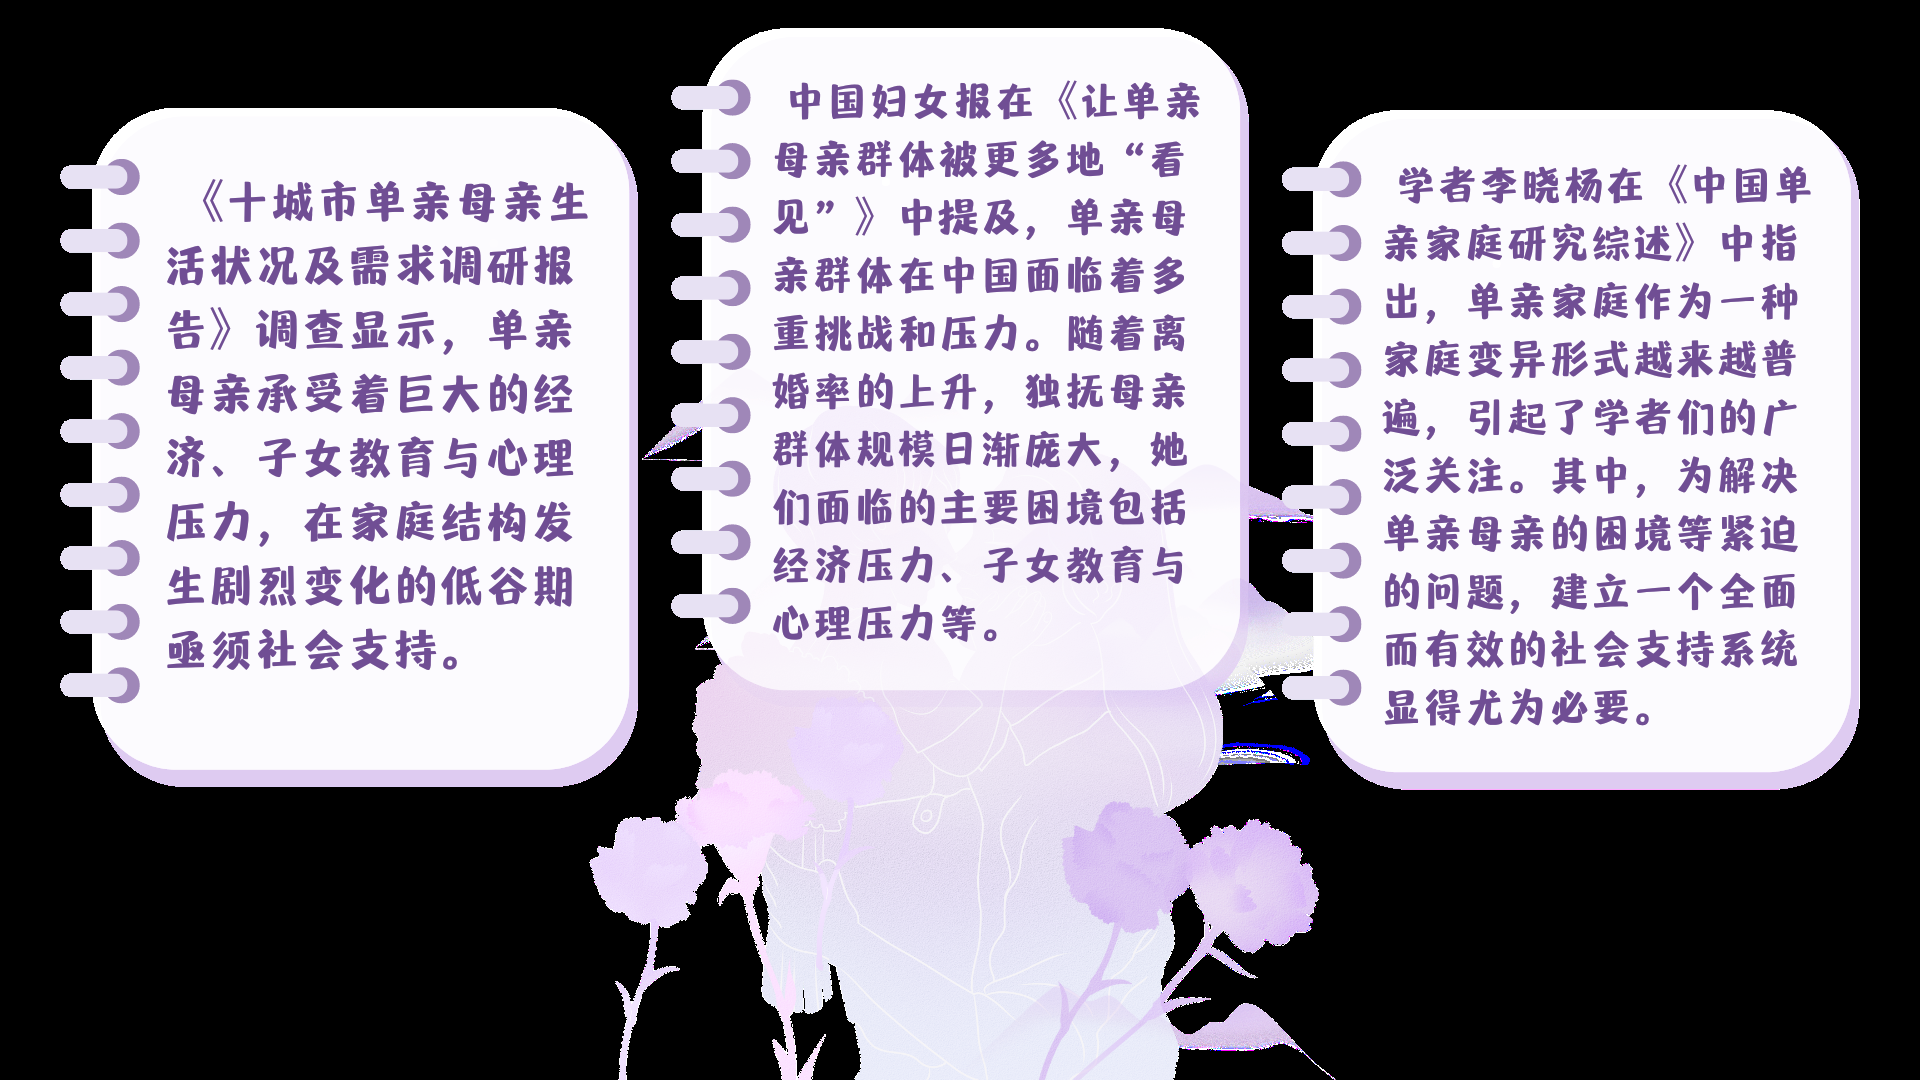 《十城市单亲母亲生
活状况及需求调研报
告》调查显示，单亲
母亲承受着巨大的经
济、子女教育与心理
压力，在家庭结构发
生剧烈变化的低谷期
亟须社会支持。
中国妇女报在《让单亲
母亲群体被更多地“看
见”》中提及，单亲母
亲群体在中国面临着多
重挑战和压力。随着离
婚率的上升，独抚母亲
群体规模日渐庞大，她
们面临的主要困境包括
经济压力、子女教育与
心理压力等。
学者李晓杨在《中国单
亲家庭研究综述》中指
出，单亲家庭作为一种
家庭变异形式越来越普
遍，引起了学者们的广
泛关注。其中，为解决
单亲母亲的困境等紧迫
的问题，建立一个全面
而有效的社会支持系统
显得尤为必要。